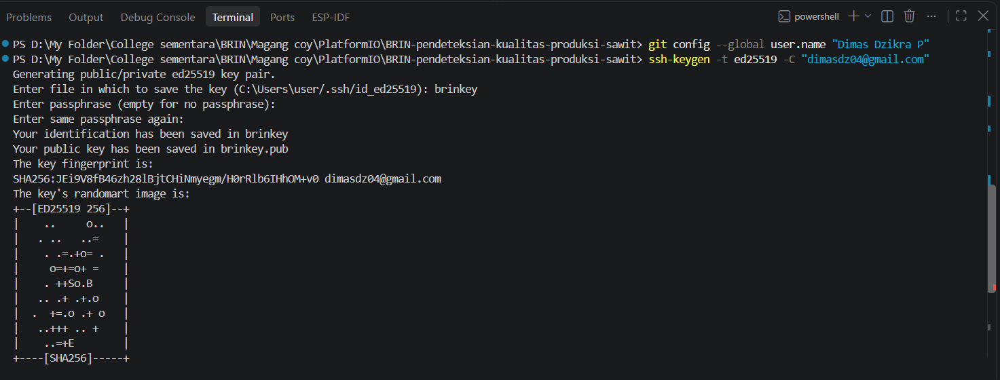 Problems Output Debug Console Terminal Ports ESP-IDF powershell
PS D:\My Folder\College sementara\BRIN\Magang coy\PlatformIO\BRIN-pendeteksian-kualitas-produksi-sawit> git config --global user.name "Dimas Dzikra P"
PS D:\My Folder\College sementara\BRIN\Magang coy\PlatformIO\BRIN-pendeteksian-kualitas-produksi-sawit> ssh-keygen -t ed25519 -C "dimasdz04@gmail.com"
Generating public/private ed25519 key pair.
Enter file in which to save the key (C:\Users\user/.ssh/id_ed25519): brinkey
Enter passphrase (empty for no passphrase):
Enter same passphrase again:
Your identification has been saved in brinkey
Your public key has been saved in brinkey.pub
The key fingerprint is:
SHA256:JEi9V8fB46zh28lBjtCHiNmyegm/H0rRlb6IHhOM+v0 dimasdz04@gmail.com
The key's randomart image is:
+--[ED25519 256]--+
|    ..     o..   |
|   . ..   ..=    |
|    . .=.+o= .   |
|     o=+=o+ =    |
|    . ++So.B     |
|   .. .+ .+.o    |
|  .  +=.o .+ o   |
|   ..+++ .. +    |
|    ..=+E        |
+----[SHA256]-----+